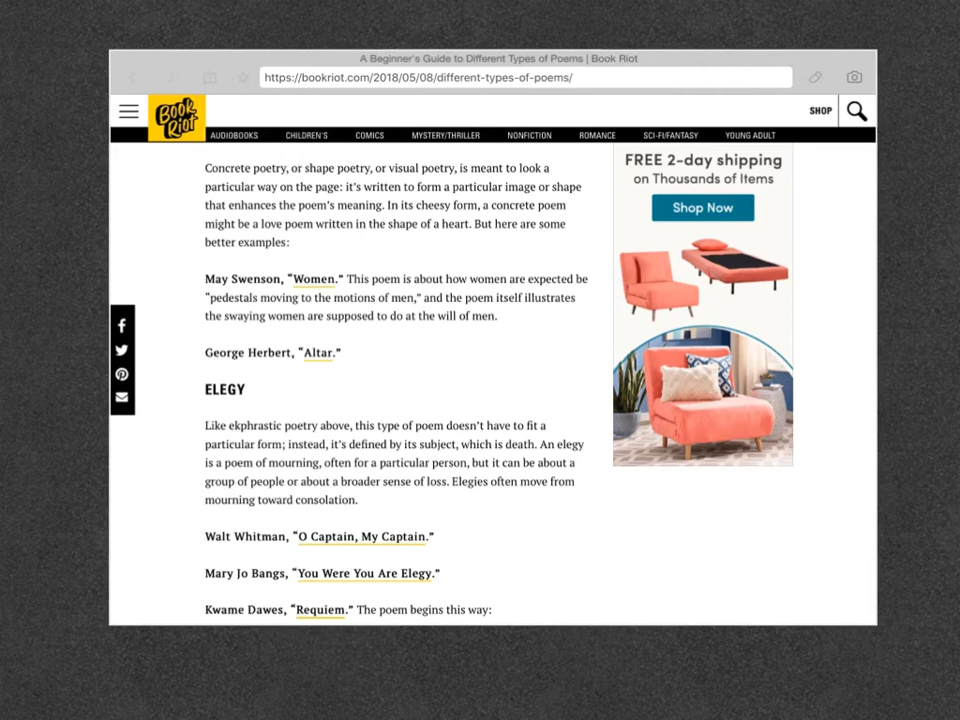 A Beginner's Guide to Different Types of Poems | Book Riot
https://bookriot.com/2018/05/08/different-types-of-poems/
Book Riot
SHOP
AUDIOBOOKS CHILDREN'S COMICS MYSTERY/THRILLER NONFICTION ROMANCE SCI-FI/FANTASY YOUNG ADULT
Concrete poetry, or shape poetry, or visual poetry, is meant to look a
particular way on the page: it's written to form a particular image or shape
that enhances the poem's meaning. In its cheesy form, a concrete poem
might be a love poem written in the shape of a heart. But here are some
better examples:
May Swenson, “Women.” This poem is about how women are expected be
“pedestals moving to the motions of men,” and the poem itself illustrates
the swaying women are supposed to do at the will of men.
George Herbert, “Altar.”
ELEGY
Like ekphrastic poetry above, this type of poem doesn't have to fit a
particular form; instead, it's defined by its subject, which is death. An elegy
is a poem of mourning, often for a particular person, but it can be about a
group of people or about a broader sense of loss. Elegies often move from
mourning toward consolation.
Walt Whitman, “O Captain, My Captain.”
Mary Jo Bangs, “You Were You Are Elegy.”
Kwame Dawes, “Requiem.” The poem begins this way:
FREE 2-day shipping
on Thousands of Items
Shop Now